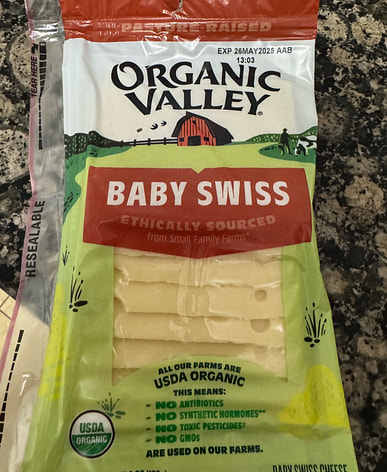 PASTURE-RAISED
EXP 26MAY2025 AAB
13:03
TEAR HERE
ORGANIC
VALLEY®
RESEALABLE
BABY SWISS
ETHICALLY SOURCED
from Small Family Farms*
ALL OUR FARMS ARE
USDA ORGANIC
THIS MEANS:
- NO ANTIBIOTICS
- NO SYNTHETIC HORMONES**
- NO TOXIC PESTICIDES†
- NO GMOs
ARE USED ON OUR FARMS.
USDA
ORGANIC
BABY SWISS CHEESE